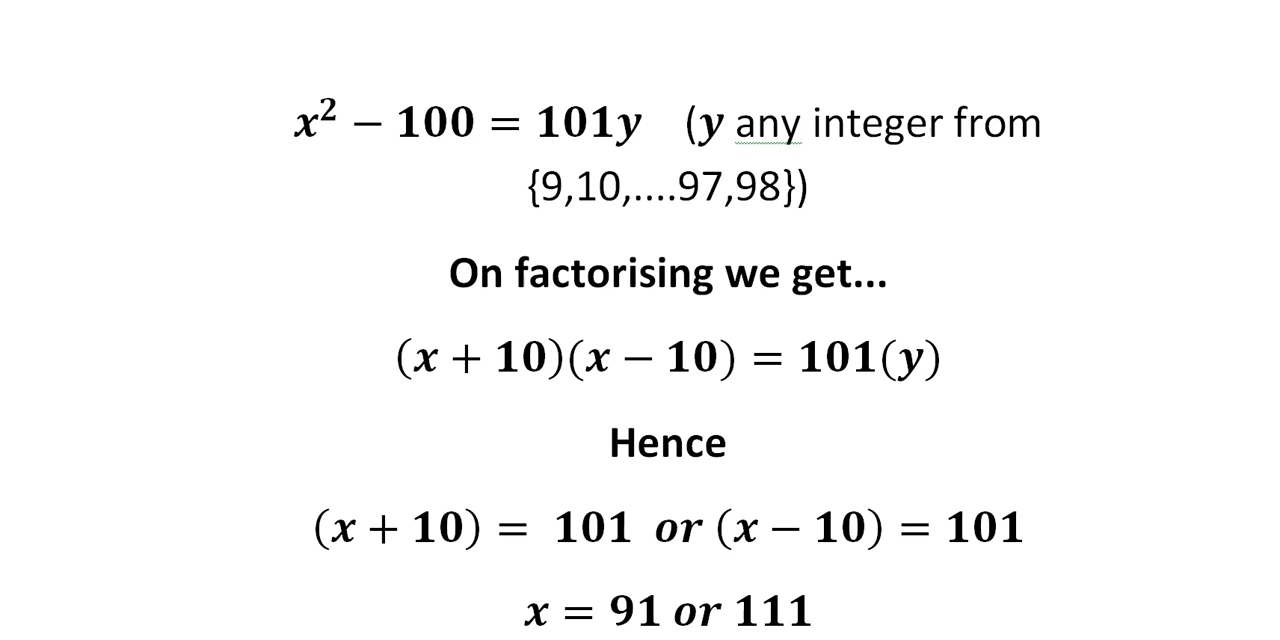 x² − 100 = 101y (y any integer from
{9,10,....97,98})
On factorising we get...
(x + 10)(x − 10) = 101(y)
Hence
(x + 10) = 101 or (x − 10) = 101
x = 91 or 111